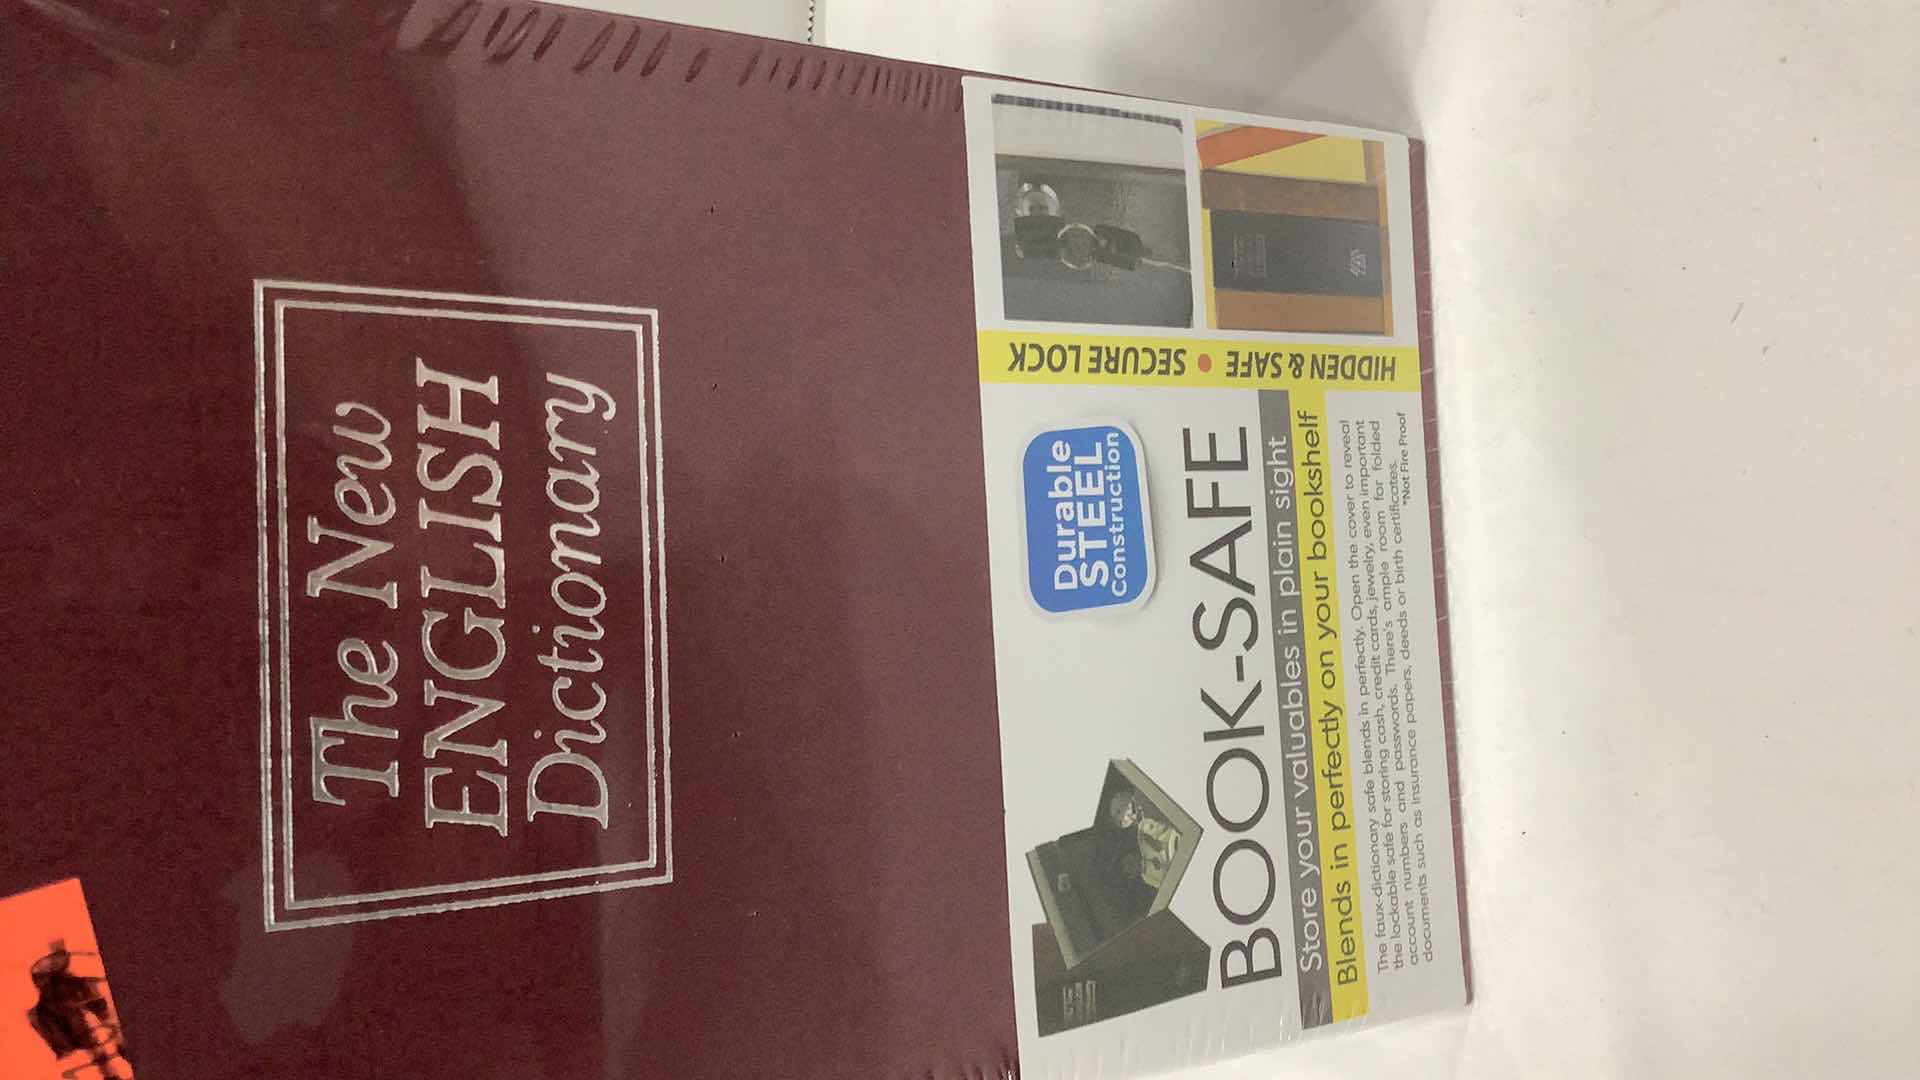 The New
ENGLISH
Dictionary
Durable
STEEL
Construction
BOOK-SAFE
Store your valuables in plain sight
Blends in perfectly on your bookshelf
The faux-dictionary safe blends in perfectly. Open the cover to reveal
the lockable safe for storing cash, credit cards, jewelry, even important
account numbers and passwords. There's ample room for folded
documents such as insurance papers, deeds or birth certificates.
*Not Fire Proof
HIDDEN & SAFE • SECURE LOCK